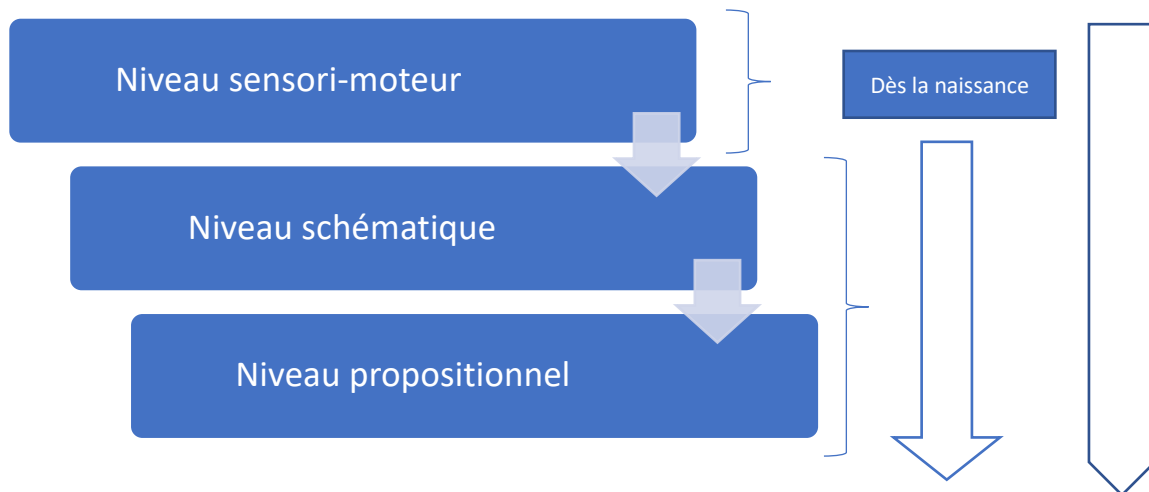 Niveau sensori-moteur
Dès la naissance
Niveau schématique
Niveau propositionnel